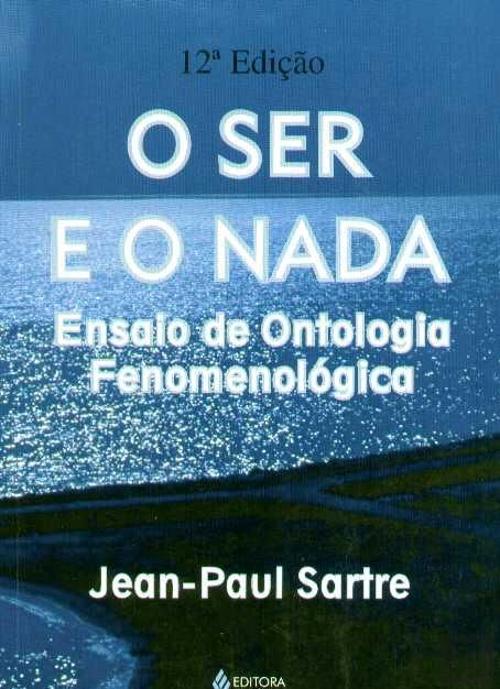 12ª Edição
O SER
E O NADA
Ensaio de Ontologia
Fenomenológica
Jean-Paul Sartre
EDITORA